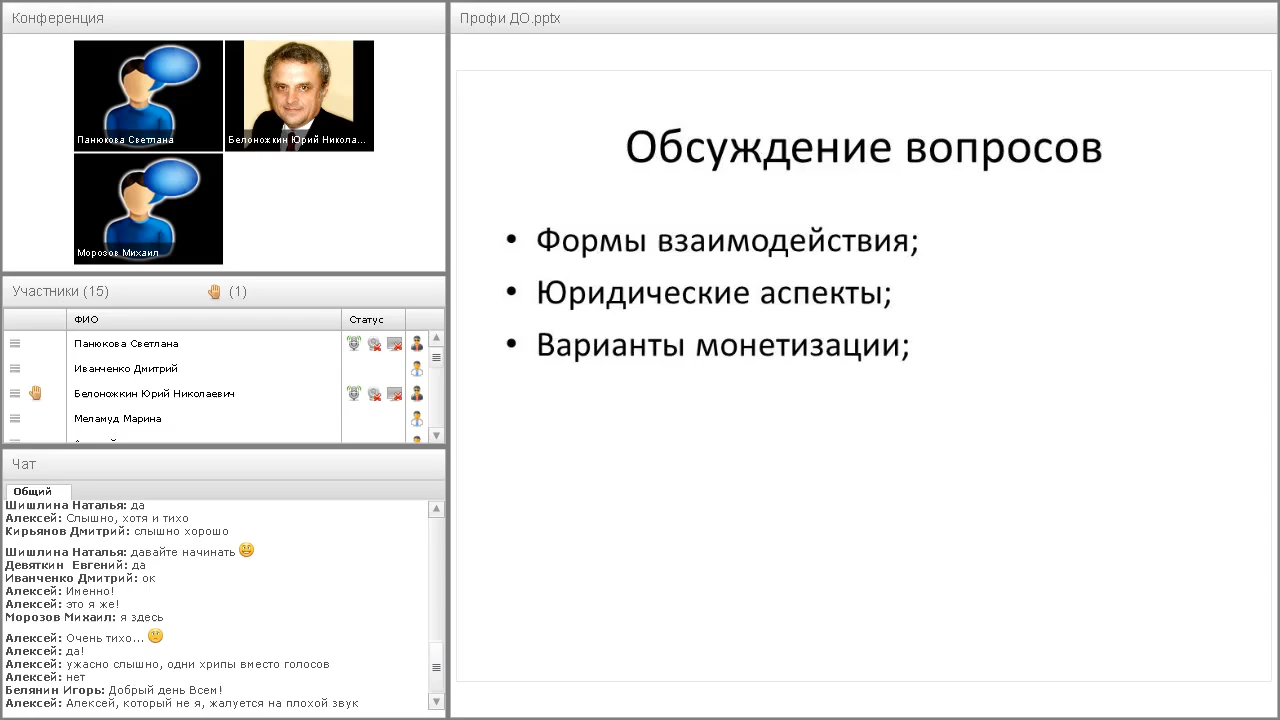 Конференция
Панюкова Светлана
Белоножкин Юрий Никола...
Морозов Михаил
Участники (15)
(1)
ФИО
Статус
Панюкова Светлана
Иванченко Дмитрий
Белоножкин Юрий Николаевич
Меламуд Марина
Чат
Общий
Шишлина Наталья: да
Алексей: Слышно, хотя и тихо
Кирьянов Дмитрий: слышно хорошо
Шишлина Наталья: давайте начинать
Девяткин Евгений: да
Иванченко Дмитрий: ок
Алексей: Именно!
Алексей: это я же!
Морозов Михаил: я здесь
Алексей: Очень тихо...
Алексей: да!
Алексей: ужасно слышно, одни хрипы вместо голосов
Алексей: нет
Белянин Игорь: Добрый день Всем!
Алексей: Алексей, который не я, жалуется на плохой звук
Профи ДО.pptx
Обсуждение вопросов
• Формы взаимодействия;
• Юридические аспекты;
• Варианты монетизации;